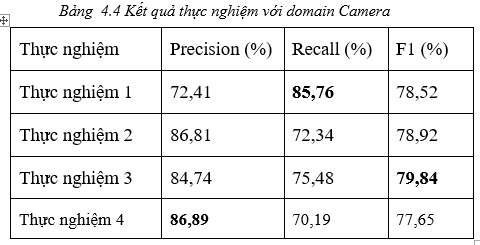 Bảng 4.4 Kết quả thực nghiệm với domain Camera
Thực nghiệm Precision (%) Recall (%) F1 (%)
Thực nghiệm 1 72,41 85,76 78,52
Thực nghiệm 2 86,81 72,34 78,92
Thực nghiệm 3 84,74 75,48 79,84
Thực nghiệm 4 86,89 70,19 77,65